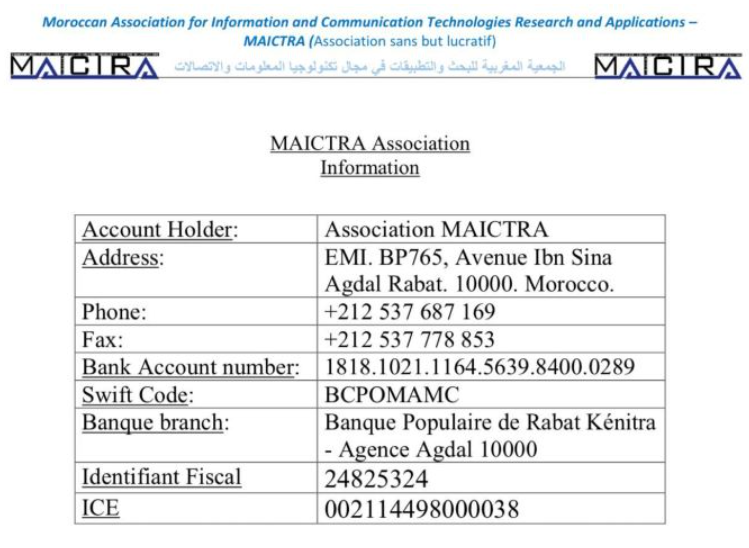 Moroccan Association for Information and Communication Technologies Research and Applications –
MAICTRA (Association sans but lucratif)
MAICTRA الجمعية المغربية للبحث والتطبيقات في مجال تكنولوجيا المعلومات والاتصالات MAICTRA
MAICTRA Association
Information
Account Holder: Association MAICTRA
Address: EMI. BP765, Avenue Ibn Sina
Agdal Rabat. 10000. Morocco.
Phone: +212 537 687 169
Fax: +212 537 778 853
Bank Account number: 1818.1021.1164.5639.8400.0289
Swift Code: BCPOMAMC
Banque branch: Banque Populaire de Rabat Kénitra
- Agence Agdal 10000
Identifiant Fiscal 24825324
ICE 002114498000038